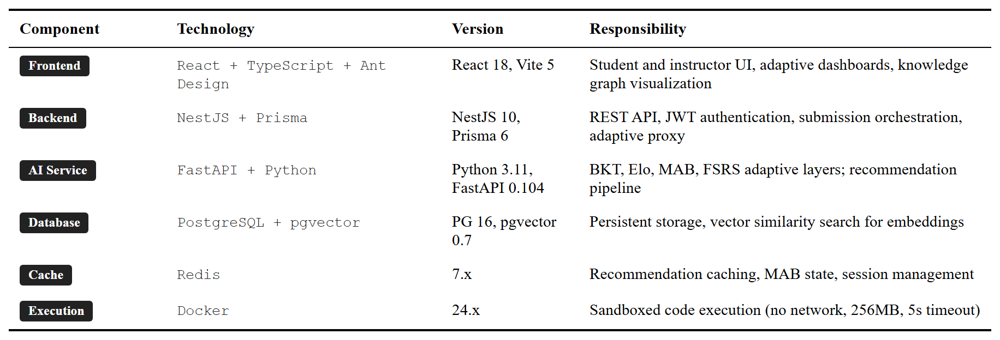 Component Technology Version Responsibility
Frontend React + TypeScript + Ant React 18, Vite 5 Student and instructor UI, adaptive dashboards, knowledge
Design graph visualization
Backend NestJS + Prisma NestJS 10, REST API, JWT authentication, submission orchestration,
Prisma 6 adaptive proxy
AI Service FastAPI + Python Python 3.11, BKT, Elo, MAB, FSRS adaptive layers; recommendation
FastAPI 0.104 pipeline
Database PostgreSQL + pgvector PG 16, pgvector Persistent storage, vector similarity search for embeddings
0.7
Cache Redis 7.x Recommendation caching, MAB state, session management
Execution Docker 24.x Sandboxed code execution (no network, 256MB, 5s timeout)